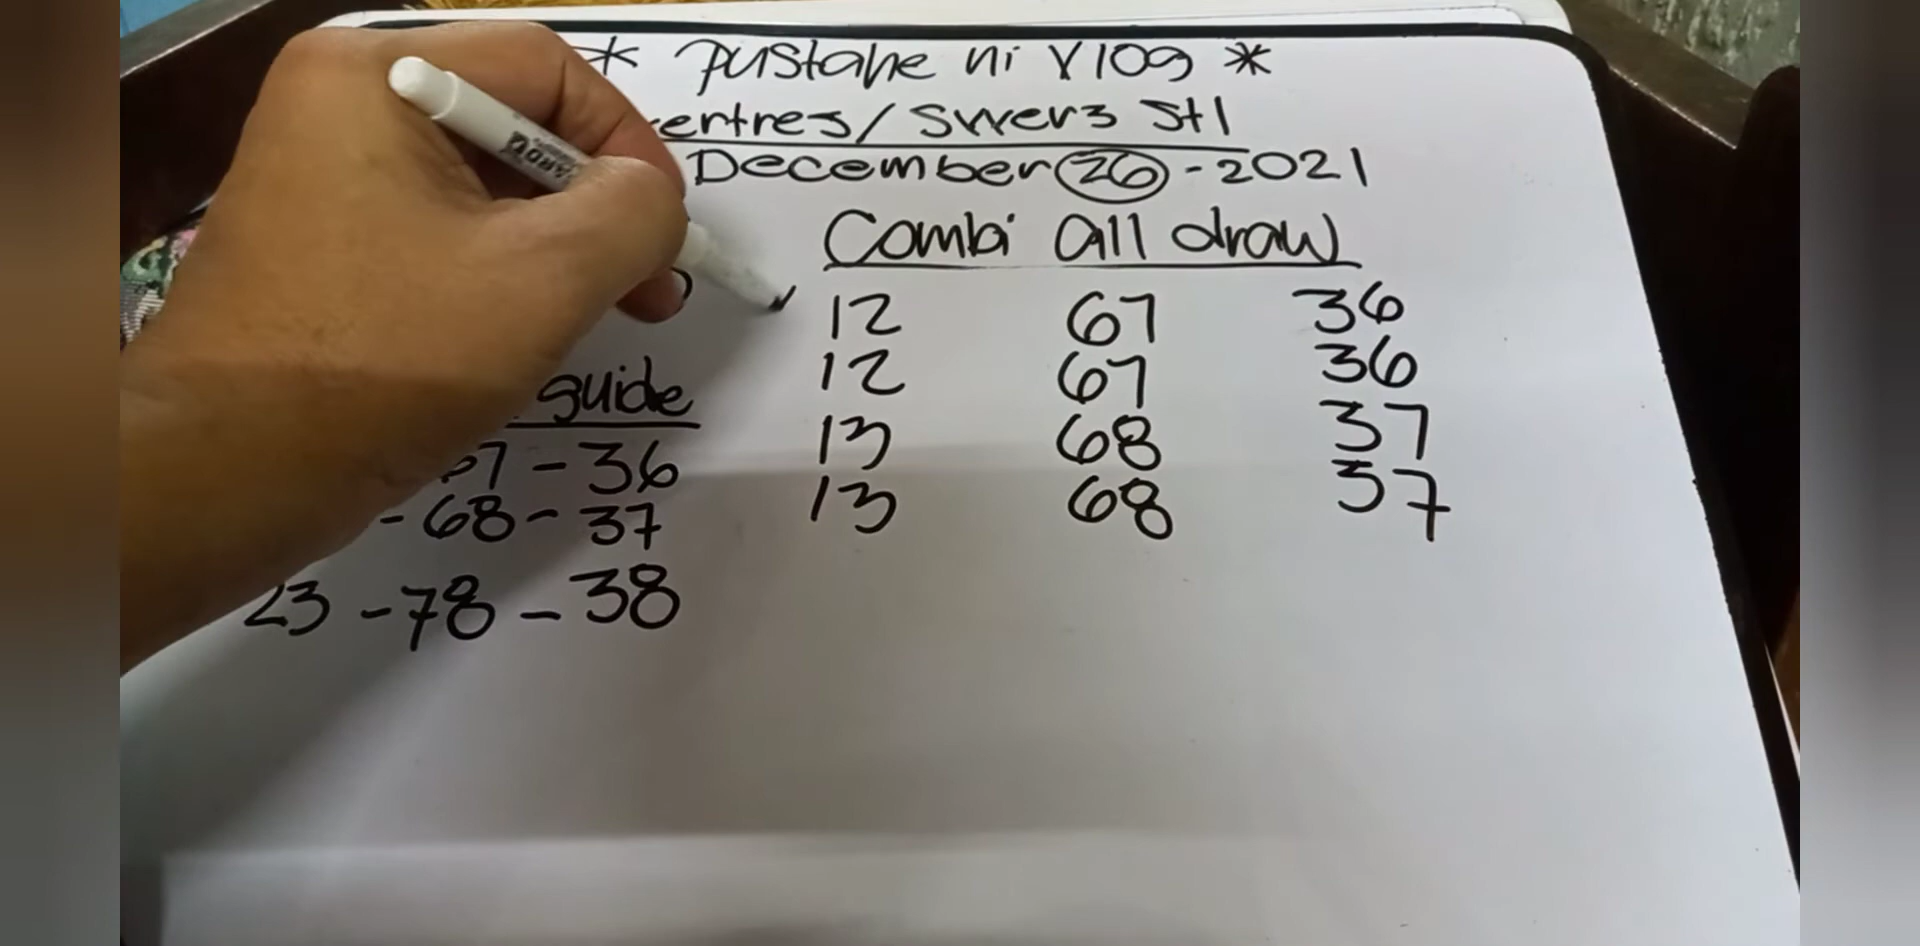 * pustahe ni Vlog *
ertres/ Swer3 Stl
December 26 - 2021
Combi all draw
12 67 36
12 67 36
13 68 37
13 68 37
guide
7 - 36
- 68 - 37
23 - 78 - 38